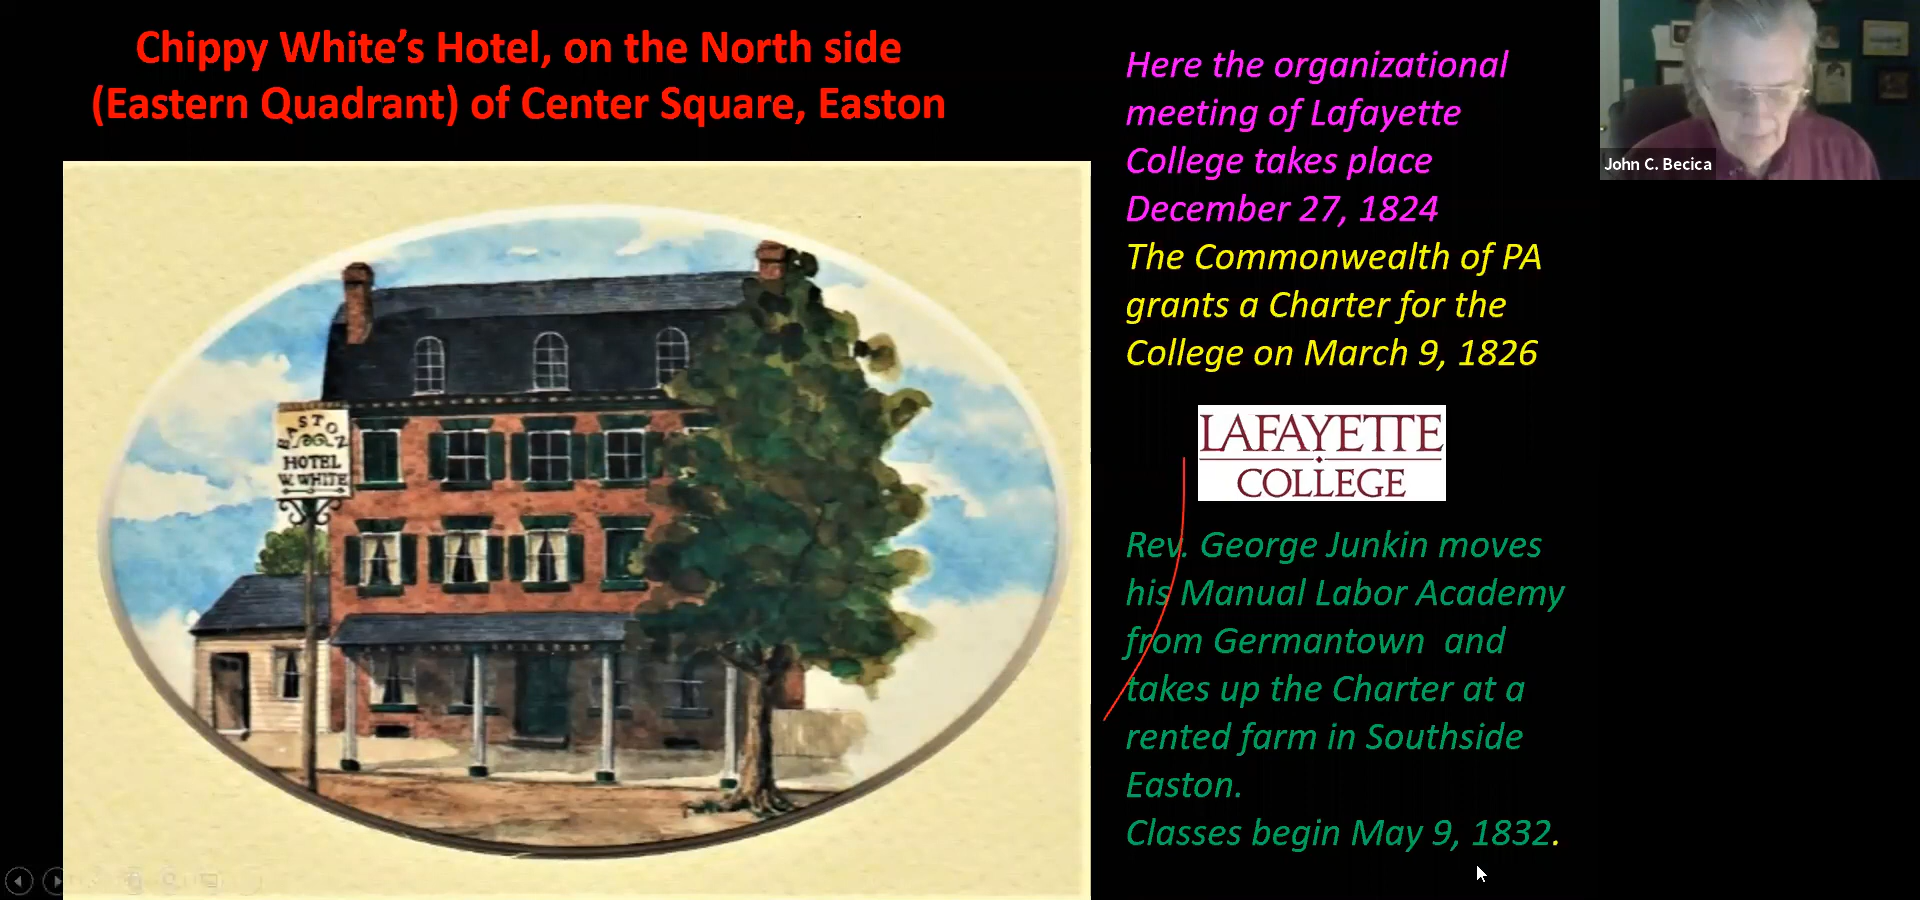 Chippy White’s Hotel, on the North side
(Eastern Quadrant) of Center Square, Easton
EASTON
HOTEL
W. WHITE
Here the organizational
meeting of Lafayette
College takes place
December 27, 1824
The Commonwealth of PA
grants a Charter for the
College on March 9, 1826
LAFAYETTE
COLLEGE
Rev. George Junkin moves
his Manual Labor Academy
from Germantown and
takes up the Charter at a
rented farm in Southside
Easton.
Classes begin May 9, 1832.
John C. Becica